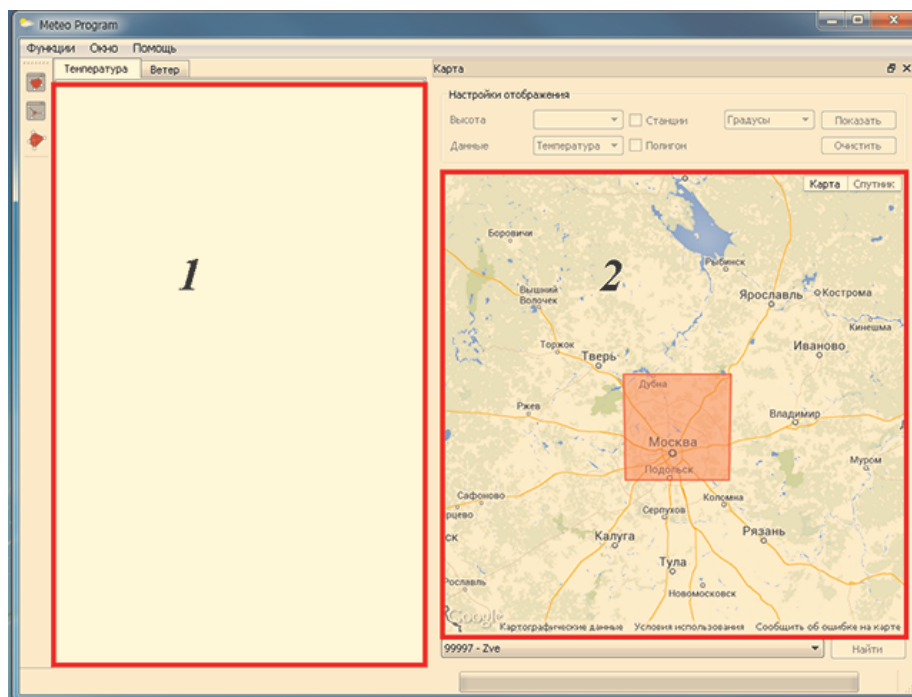 Meteo Program
Функции Окно Помощь
Температура Ветер
Карта
Настройки отображения
Высота Станции Градусы Показать
Данные Температура Полигон Очистить
1
2
Карта Спутник
Боровичи
Рыбинск
Вышний
Волочек
Ярославль Кострома
Кинешма
Иваново
Торжок
Тверь
Дубна
Ржев
Владимир
Москва
Муром
Подольск
Сафоново
Коломна
рцево
Серпухов
ск
Калуга
Рязань
Тула
Рославль
Новомосковск
Google
Картографические данные Условия использования Сообщить об ошибке на карте
99997 - Zve Найти